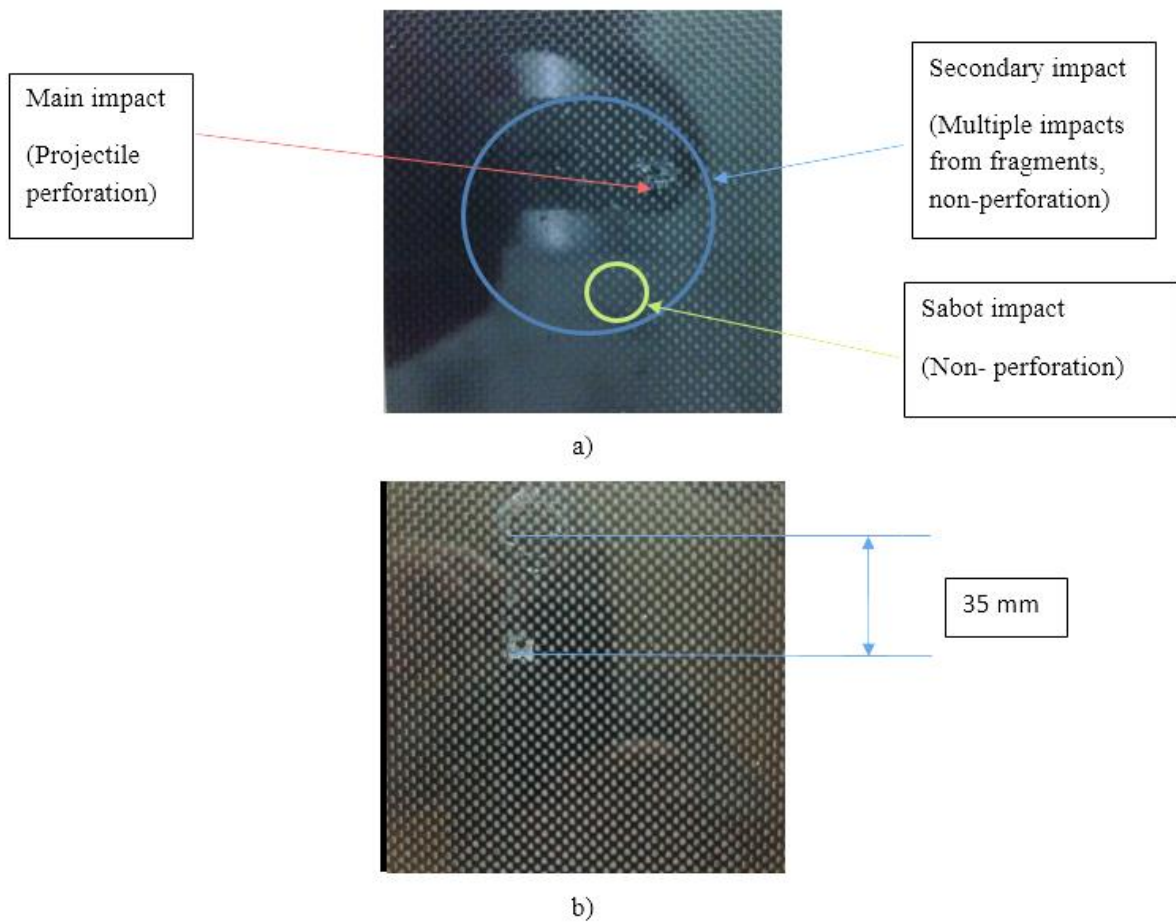 Main impact
(Projectile
perforation)
Secondary impact
(Multiple impacts
from fragments,
non-perforation)
Sabot impact
(Non- perforation)
a)
35 mm
b)